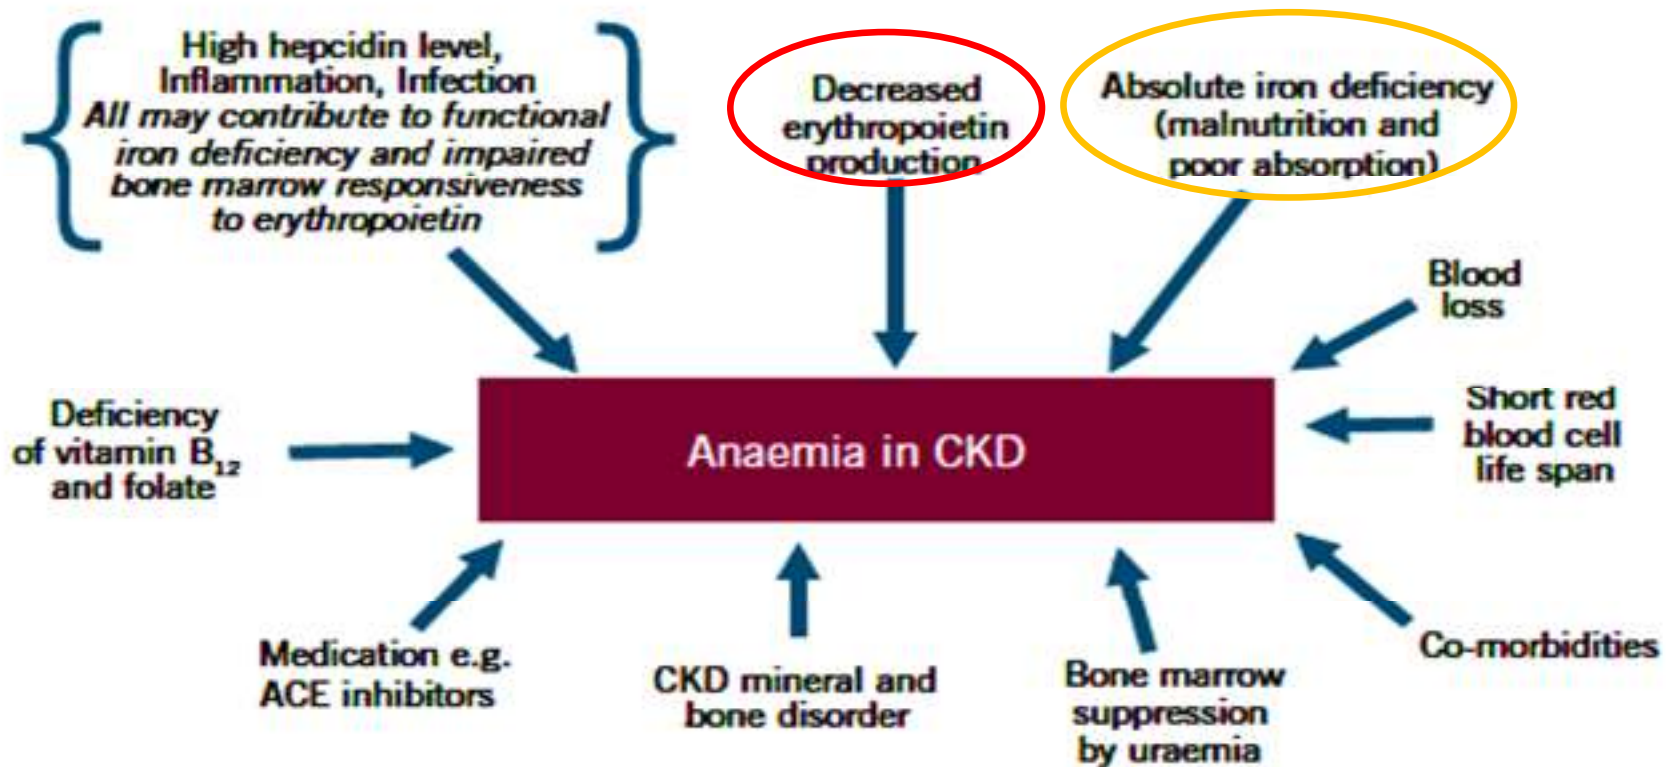 High hepcidin level,
Inflammation, Infection
All may contribute to functional
iron deficiency and impaired
bone marrow responsiveness
to erythropoietin
Decreased
erythropoietin
production
Absolute iron deficiency
(malnutrition and
poor absorption)
Blood
loss
Short red
blood cell
life span
Deficiency
of vitamin B12
and folate
Anaemia in CKD
Medication e.g.
ACE inhibitors
CKD mineral and
bone disorder
Bone marrow
suppression
by uraemia
Co-morbidities